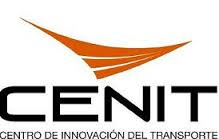 CENIT
CENTRO DE INNOVACIÓN DEL TRANSPORTE